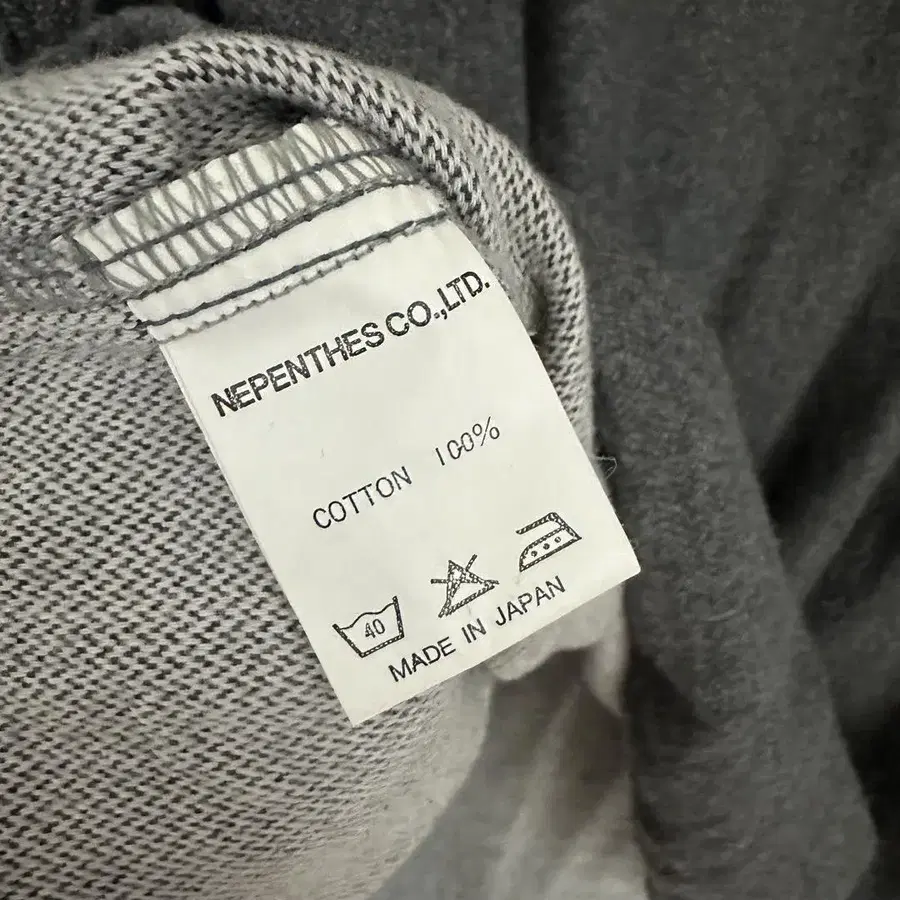 NEPENTHES CO.,LTD.
COTTON 100%
40
MADE IN JAPAN